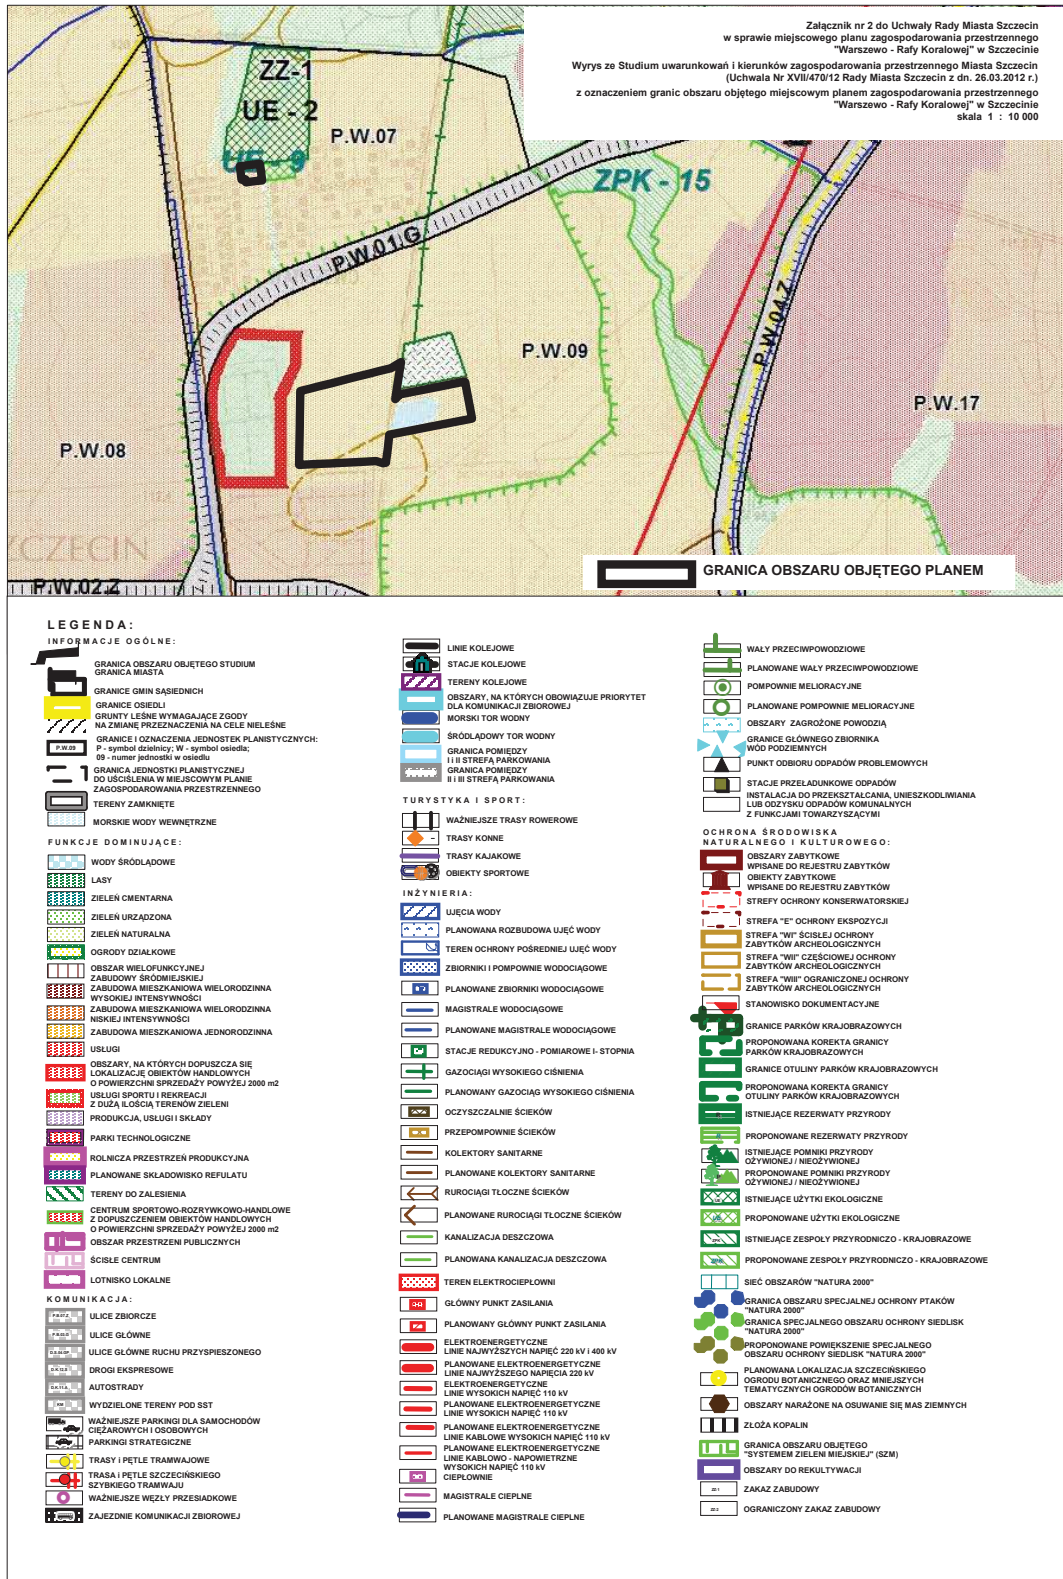 Załącznik nr 2 do Uchwały Rady Miasta Szczecin
w sprawie miejscowego planu zagospodarowania przestrzennego
"Warszewo - Rafy Koralowej" w Szczecinie
Wyrys ze Studium uwarunkowań i kierunków zagospodarowania przestrzennego Miasta Szczecin
(Uchwala Nr XVII/470/12 Rady Miasta Szczecin z dn. 26.03.2012 r.)
z oznaczeniem granic obszaru objętego miejscowym planem zagospodarowania przestrzennego
"Warszewo - Rafy Koralowej" w Szczecinie
skala 1 : 10 000
ZZ-1
UE - 2
P.W.07
UE - 9
ZPK - 15
P.W.01.G
P.W.04.Z
P.W.09
P.W.17
P.W.08
ZCZECIN
P.W.02.Z
GRANICA OBSZARU OBJĘTEGO PLANEM
LEGENDA:
INFORMACJE OGÓLNE:
GRANICA OBSZARU OBJĘTEGO STUDIUM
GRANICA MIASTA
GRANICE GMIN SĄSIEDNICH
GRANICE OSIEDLI
GRUNTY LEŚNE WYMAGAJĄCE ZGODY
NA ZMIANĘ PRZEZNACZENIA NA CELE NIELEŚNE
GRANICE I OZNACZENIA JEDNOSTEK PLANISTYCZNYCH:
P.W.09
P - symbol dzielnicy; W - symbol osiedla;
09 - numer jednostki w osiedlu
GRANICA JEDNOSTKI PLANISTYCZNEJ
DO UŚCIŚLENIA W MIEJSCOWYM PLANIE
ZAGOSPODAROWANIA PRZESTRZENNEGO
TERENY ZAMKNIĘTE
MORSKIE WODY WEWNĘTRZNE
FUNKCJE DOMINUJĄCE:
WODY ŚRÓDLĄDOWE
LASY
ZIELEŃ CMENTARNA
ZIELEŃ URZĄDZONA
ZIELEŃ NATURALNA
OGRODY DZIAŁKOWE
OBSZAR WIELOFUNKCYJNEJ
ZABUDOWY ŚRÓDMIEJSKIEJ
ZABUDOWA MIESZKANIOWA WIELORODZINNA
WYSOKIEJ INTENSYWNOŚCI
ZABUDOWA MIESZKANIOWA WIELORODZINNA
NISKIEJ INTENSYWNOŚCI
ZABUDOWA MIESZKANIOWA JEDNORODZINNA
USŁUGI
OBSZARY, NA KTÓRYCH DOPUSZCZA SIĘ
LOKALIZACJĘ OBIEKTÓW HANDLOWYCH
O POWIERZCHNI SPRZEDAŻY POWYŻEJ 2000 m2
USŁUGI SPORTU I REKREACJI
Z DUŻĄ ILOŚCIĄ TERENÓW ZIELENI
PRODUKCJA, USŁUGI I SKŁADY
PARKI TECHNOLOGICZNE
ROLNICZA PRZESTRZEŃ PRODUKCYJNA
PLANOWANE SKŁADOWISKO REFULATU
TERENY DO ZALESIENIA
CENTRUM SPORTOWO-ROZRYWKOWO-HANDLOWE
Z DOPUSZCZENIEM OBIEKTÓW HANDLOWYCH
O POWIERZCHNI SPRZEDAŻY POWYŻEJ 2000 m2
OBSZAR PRZESTRZENI PUBLICZNYCH
ŚCISŁE CENTRUM
LOTNISKO LOKALNE
KOMUNIKACJA:
ULICE ZBIORCZE
ULICE GŁÓWNE
ULICE GŁÓWNE RUCHU PRZYSPIESZONEGO
DROGI EKSPRESOWE
AUTOSTRADY
KM
WYDZIELONE TERENY POD SST
WAŻNIEJSZE PARKINGI DLA SAMOCHODÓW
CIĘŻAROWYCH I OSOBOWYCH
PARKINGI STRATEGICZNE
TRASY i PĘTLE TRAMWAJOWE
TRASA i PĘTLE SZCZECIŃSKIEGO
SZYBKIEGO TRAMWAJU
WAŻNIEJSZE WĘZŁY PRZESIADKOWE
ZAJEZDNIE KOMUNIKACJI ZBIOROWEJ
LINIE KOLEJOWE
STACJE KOLEJOWE
TERENY KOLEJOWE
OBSZARY, NA KTÓRYCH OBOWIĄZUJE PRIORYTET
DLA KOMUNIKACJI ZBIOROWEJ
MORSKI TOR WODNY
ŚRÓDLĄDOWY TOR WODNY
GRANICA POMIĘDZY
I i II STREFĄ PARKOWANIA
GRANICA POMIĘDZY
II i III STREFĄ PARKOWANIA
TURYSTYKA I SPORT:
WAŻNIEJSZE TRASY ROWEROWE
TRASY KONNE
TRASY KAJAKOWE
OBIEKTY SPORTOWE
INŻYNIERIA:
UJĘCIA WODY
PLANOWANA ROZBUDOWA UJĘĆ WODY
TEREN OCHRONY POŚREDNIEJ UJĘĆ WODY
ZBIORNIKI I POMPOWNIE WODOCIĄGOWE
PLANOWANE ZBIORNIKI WODOCIĄGOWE
MAGISTRALE WODOCIĄGOWE
PLANOWANE MAGISTRALE WODOCIĄGOWE
STACJE REDUKCYJNO - POMIAROWE I- STOPNIA
GAZOCIĄGI WYSOKIEGO CIŚNIENIA
PLANOWANY GAZOCIĄG WYSOKIEGO CIŚNIENIA
OCZYSZCZALNIE ŚCIEKÓW
PRZEPOMPOWNIE ŚCIEKÓW
KOLEKTORY SANITARNE
PLANOWANE KOLEKTORY SANITARNE
RUROCIĄGI TŁOCZNE ŚCIEKÓW
PLANOWANE RUROCIĄGI TŁOCZNE ŚCIEKÓW
KANALIZACJA DESZCZOWA
PLANOWANA KANALIZACJA DESZCZOWA
TEREN ELEKTROCIEPŁOWNI
GŁÓWNY PUNKT ZASILANIA
PLANOWANY GŁÓWNY PUNKT ZASILANIA
ELEKTROENERGETYCZNE
LINIE NAJWYŻSZYCH NAPIĘĆ 220 kV i 400 kV
PLANOWANE ELEKTROENERGETYCZNE
LINIE NAJWYŻSZEGO NAPIĘCIA 220 kV
ELEKTROENERGETYCZNE
LINIE WYSOKICH NAPIĘĆ 110 kV
PLANOWANE ELEKTROENERGETYCZNE
LINIE WYSOKICH NAPIĘĆ 110 kV
PLANOWANE ELEKTROENERGETYCZNE
LINIE KABLOWE WYSOKICH NAPIĘĆ 110 kV
PLANOWANE ELEKTROENERGETYCZNE
LINIE KABLOWO - NAPOWIETRZNE
WYSOKICH NAPIĘĆ 110 kV
CIEPŁOWNIE
MAGISTRALE CIEPLNE
PLANOWANE MAGISTRALE CIEPLNE
WAŁY PRZECIWPOWODZIOWE
PLANOWANE WAŁY PRZECIWPOWODZIOWE
POMPOWNIE MELIORACYJNE
PLANOWANE POMPOWNIE MELIORACYJNE
OBSZARY ZAGROŻONE POWODZIĄ
GRANICE GŁÓWNEGO ZBIORNIKA
WÓD PODZIEMNYCH
PUNKT ODBIORU ODPADÓW PROBLEMOWYCH
STACJE PRZEŁADUNKOWE ODPADÓW
INSTALACJA DO PRZEKSZTAŁCANIA, UNIESZKODLIWIANIA
LUB ODZYSKU ODPADÓW KOMUNALNYCH
Z FUNKCJAMI TOWARZYSZĄCYMI
OCHRONA ŚRODOWISKA
NATURALNEGO I KULTUROWEGO:
OBSZARY ZABYTKOWE
WPISANE DO REJESTRU ZABYTKÓW
OBIEKTY ZABYTKOWE
WPISANE DO REJESTRU ZABYTKÓW
STREFY OCHRONY KONSERWATORSKIEJ
STREFA "E" OCHRONY EKSPOZYCJI
STREFA "WI" ŚCISŁEJ OCHRONY
ZABYTKÓW ARCHEOLOGICZNYCH
STREFA "WII" CZĘŚCIOWEJ OCHRONY
ZABYTKÓW ARCHEOLOGICZNYCH
STREFA "WIII" OGRANICZONEJ OCHRONY
ZABYTKÓW ARCHEOLOGICZNYCH
STANOWISKO DOKUMENTACYJNE
GRANICE PARKÓW KRAJOBRAZOWYCH
PROPONOWANA KOREKTA GRANICY
PARKÓW KRAJOBRAZOWYCH
GRANICE OTULINY PARKÓW KRAJOBRAZOWYCH
PROPONOWANA KOREKTA GRANICY
OTULINY PARKÓW KRAJOBRAZOWYCH
ISTNIEJĄCE REZERWATY PRZYRODY
PROPONOWANE REZERWATY PRZYRODY
ISTNIEJĄCE POMNIKI PRZYRODY
OŻYWIONEJ / NIEOŻYWIONEJ
PROPONOWANE POMNIKI PRZYRODY
OŻYWIONEJ / NIEOŻYWIONEJ
UE
ISTNIEJĄCE UŻYTKI EKOLOGICZNE
UE
PROPONOWANE UŻYTKI EKOLOGICZNE
ZPK
ISTNIEJĄCE ZESPOŁY PRZYRODNICZO - KRAJOBRAZOWE
ZPK
PROPONOWANE ZESPOŁY PRZYRODNICZO - KRAJOBRAZOWE
SIEĆ OBSZARÓW "NATURA 2000"
GRANICA OBSZARU SPECJALNEJ OCHRONY PTAKÓW
"NATURA 2000"
GRANICA SPECJALNEGO OBSZARU OCHRONY SIEDLISK
"NATURA 2000"
PROPONOWANE POWIĘKSZENIE SPECJALNEGO
OBSZARU OCHRONY SIEDLISK "NATURA 2000"
PLANOWANA LOKALIZACJA SZCZECIŃSKIEGO
OGRODU BOTANICZNEGO ORAZ MNIEJSZYCH
TEMATYCZNYCH OGRODÓW BOTANICZNYCH
OBSZARY NARAŻONE NA OSUWANIE SIĘ MAS ZIEMNYCH
ZŁOŻA KOPALIN
GRANICA OBSZARU OBJĘTEGO
"SYSTEMEM ZIELENI MIEJSKIEJ" (SZM)
OBSZARY DO REKULTYWACJI
ZZ-1
ZAKAZ ZABUDOWY
ZZ-2
OGRANICZONY ZAKAZ ZABUDOWY